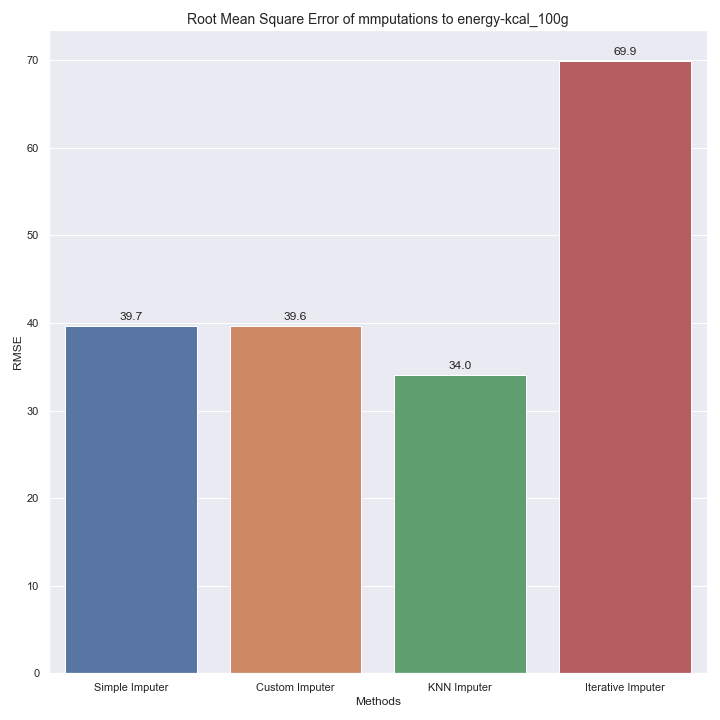 Root Mean Square Error of mmputations to energy-kcal_100g
69.9
70
60
50
40
39.7
39.6
34.0
30
20
10
0
RMSE
Simple Imputer
Custom Imputer
KNN Imputer
Iterative Imputer
Methods